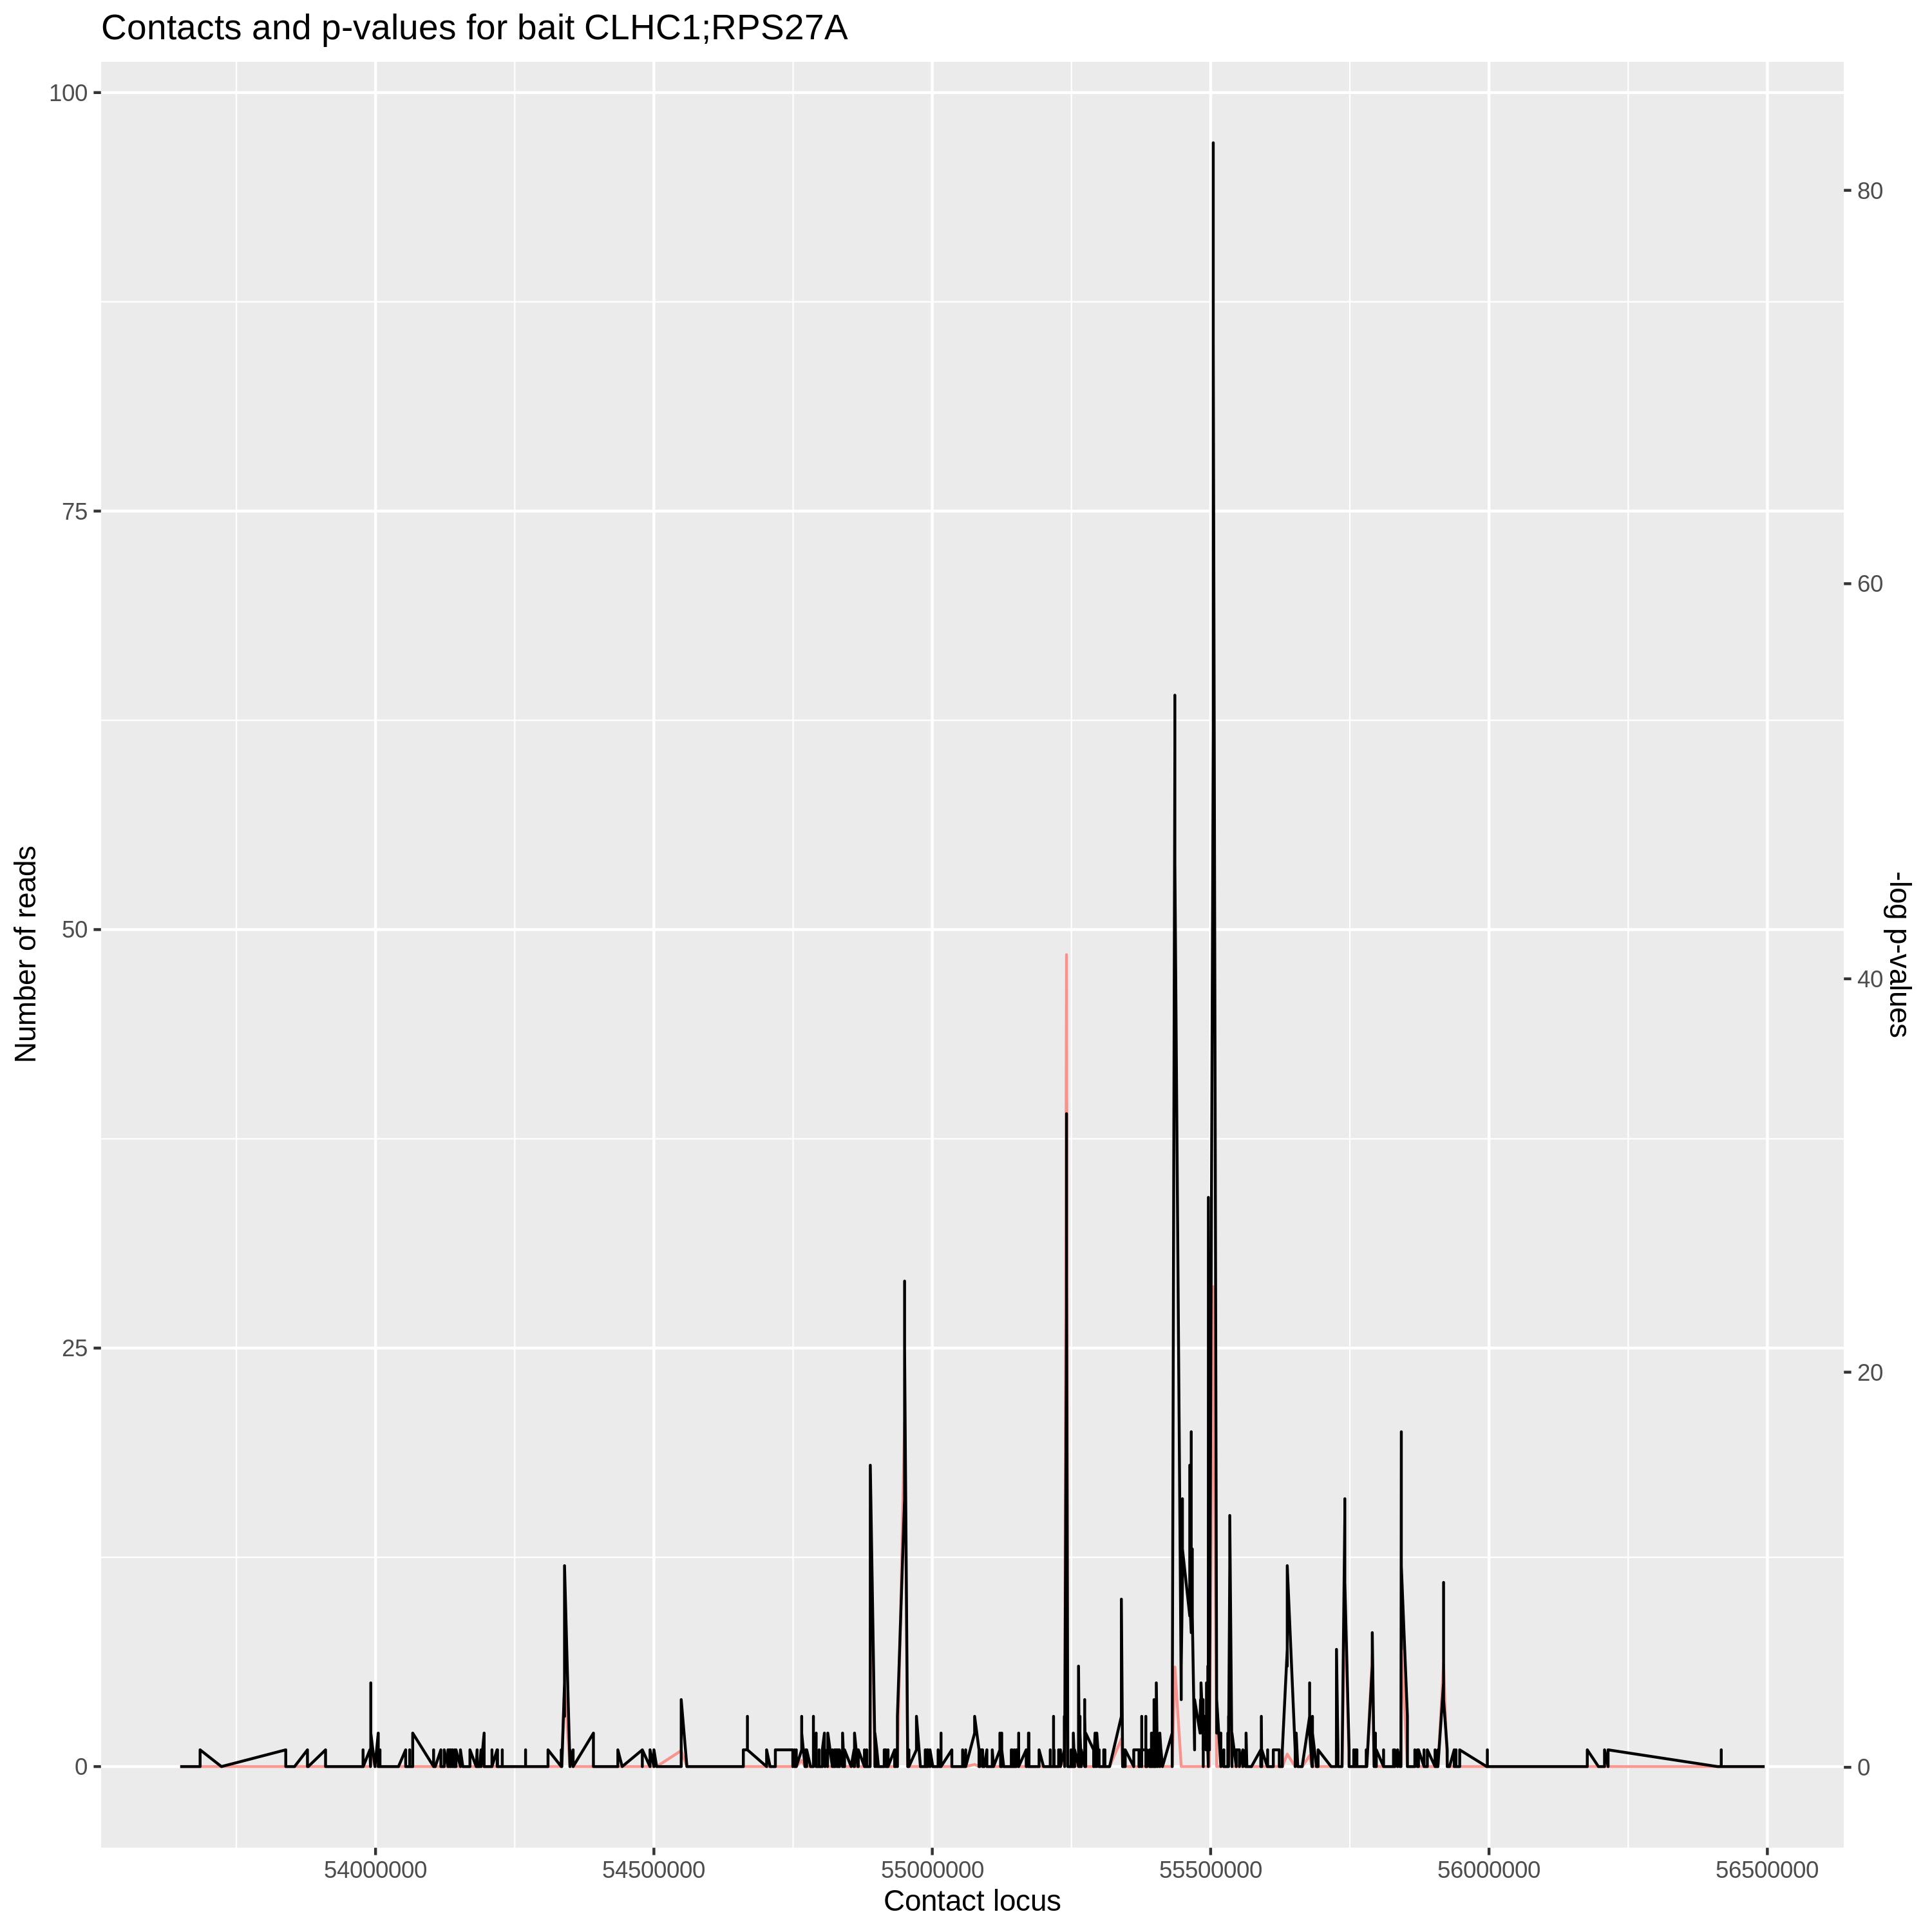 Contacts and p-values for bait CLHC1;RPS27A
100
75
50
25
0
Number of reads
80
60
40
20
0
-log p-values
54000000 54500000 55000000 55500000 56000000 56500000
Contact locus